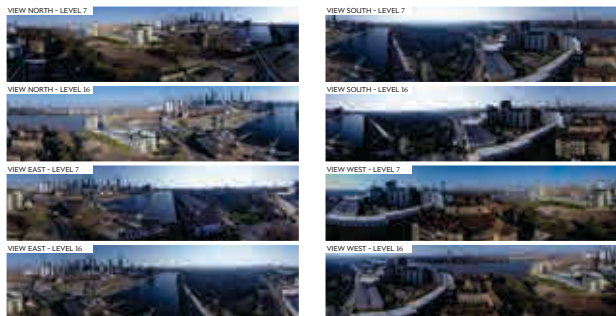 VIEW NORTH - LEVEL 7
VIEW NORTH - LEVEL 16
VIEW EAST - LEVEL 7
VIEW EAST - LEVEL 16
VIEW SOUTH - LEVEL 7
VIEW SOUTH - LEVEL 16
VIEW WEST - LEVEL 7
VIEW WEST - LEVEL 16